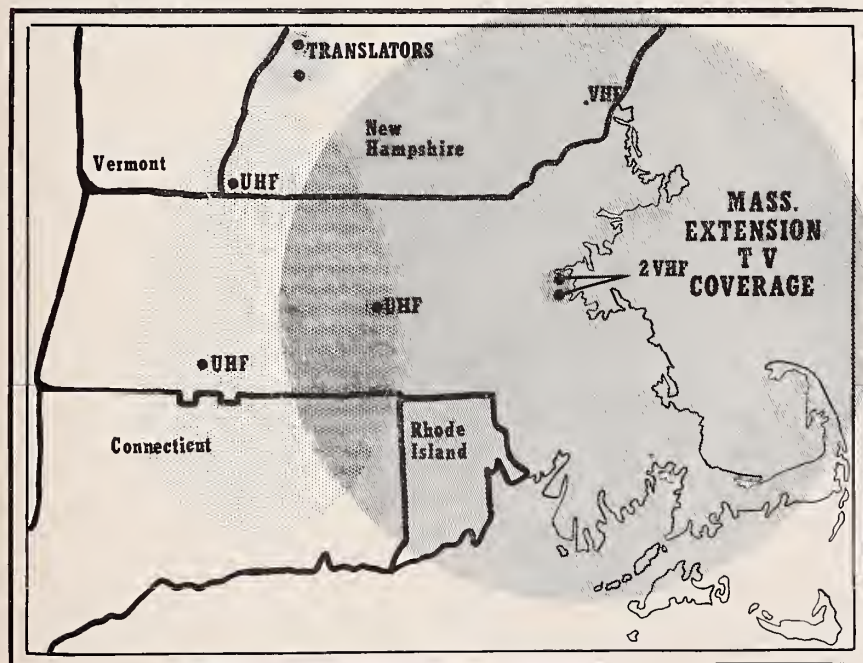 TRANSLATORS
VHF
New
Hampshire
Vermont
UHF
MASS.
EXTENSION
T V
COVERAGE
2 VHF
UHF
UHF
Connecticut
Rhode
Island